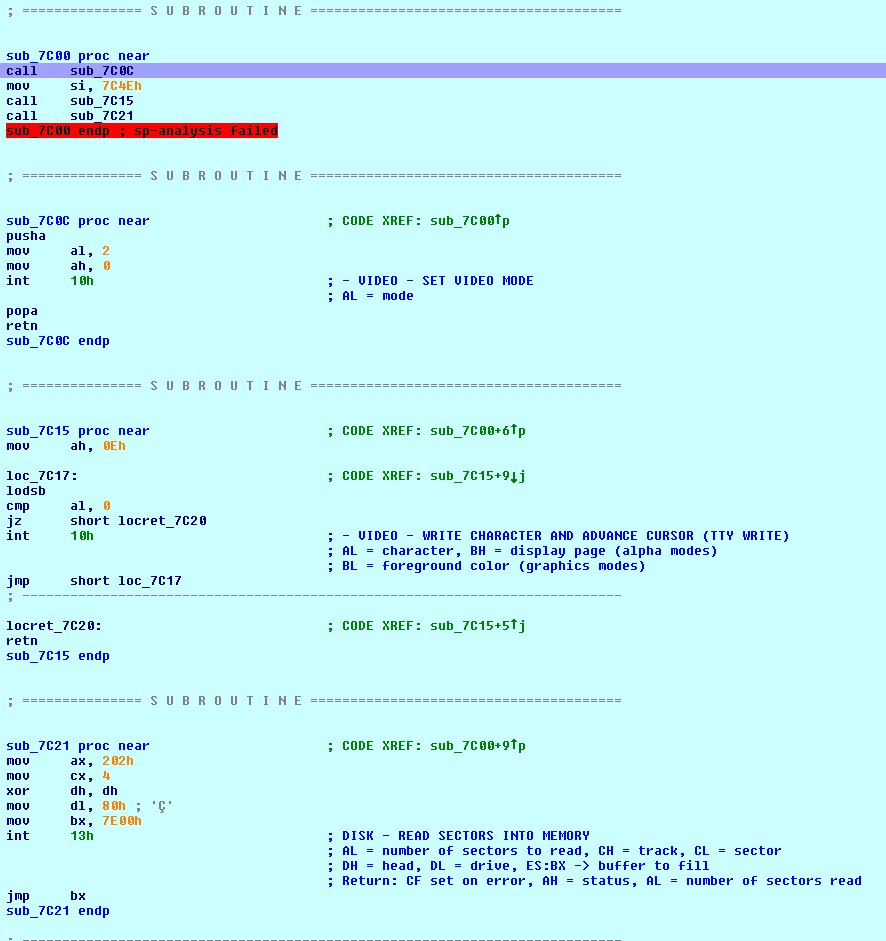 ; =============== S U B R O U T I N E =======================================
sub_7C00 proc near
call    sub_7C0C
mov     si, 7C4Eh
call    sub_7C15
call    sub_7C21
sub_7C00 endp ; sp-analysis failed
; =============== S U B R O U T I N E =======================================
sub_7C0C proc near                      ; CODE XREF: sub_7C00↑p
pusha
mov     al, 2
mov     ah, 0
int     10h                             ; - VIDEO - SET VIDEO MODE
                                        ; AL = mode
popa
retn
sub_7C0C endp
; =============== S U B R O U T I N E =======================================
sub_7C15 proc near                      ; CODE XREF: sub_7C00+6↑p
mov     ah, 0Eh
loc_7C17:                               ; CODE XREF: sub_7C15+9↓j
lodsb
cmp     al, 0
jz      short locret_7C20
int     10h                             ; - VIDEO - WRITE CHARACTER AND ADVANCE CURSOR (TTY WRITE)
                                        ; AL = character, BH = display page (alpha modes)
                                        ; BL = foreground color (graphics modes)
jmp     short loc_7C17
; ---------------------------------------------------------------------------
locret_7C20:                            ; CODE XREF: sub_7C15+5↑j
retn
sub_7C15 endp
; =============== S U B R O U T I N E =======================================
sub_7C21 proc near                      ; CODE XREF: sub_7C00+9↑p
mov     ax, 202h
mov     cx, 4
xor     dh, dh
mov     dl, 80h ; 'Ç'
mov     bx, 7E00h
int     13h                             ; DISK - READ SECTORS INTO MEMORY
                                        ; AL = number of sectors to read, CH = track, CL = sector
                                        ; DH = head, DL = drive, ES:BX -> buffer to fill
                                        ; Return: CF set on error, AH = status, AL = number of sectors read
jmp     bx
sub_7C21 endp
; ---------------------------------------------------------------------------